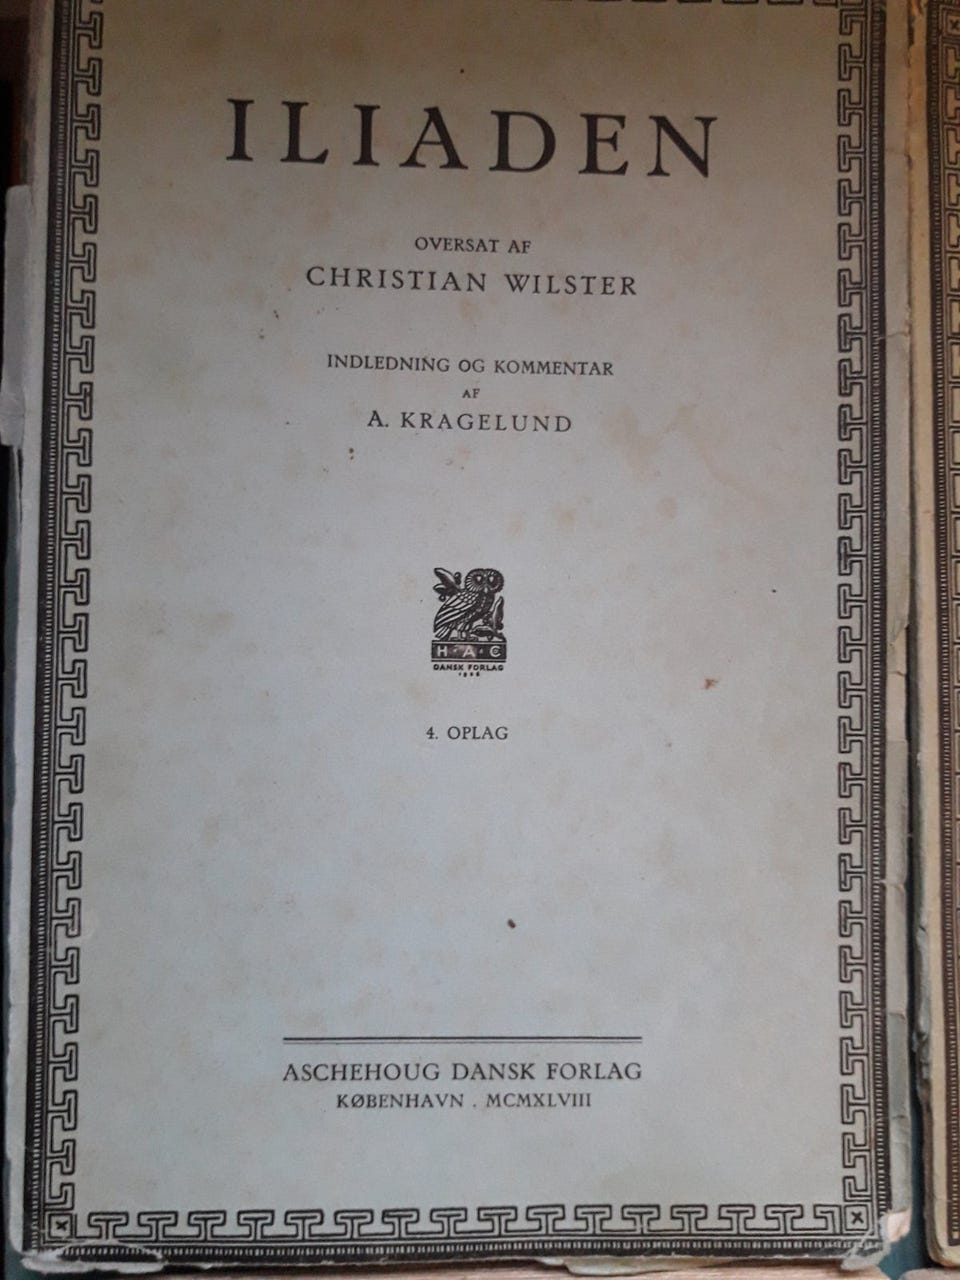 ILIADEN
OVERSAT AF
CHRISTIAN WILSTER
INDLEDNING OG KOMMENTAR
AF
A. KRAGELUND
H·A·C
DANSK FORLAG
4. OPLAG
ASCHEHOUG DANSK FORLAG
KØBENHAVN . MCMXLVIII